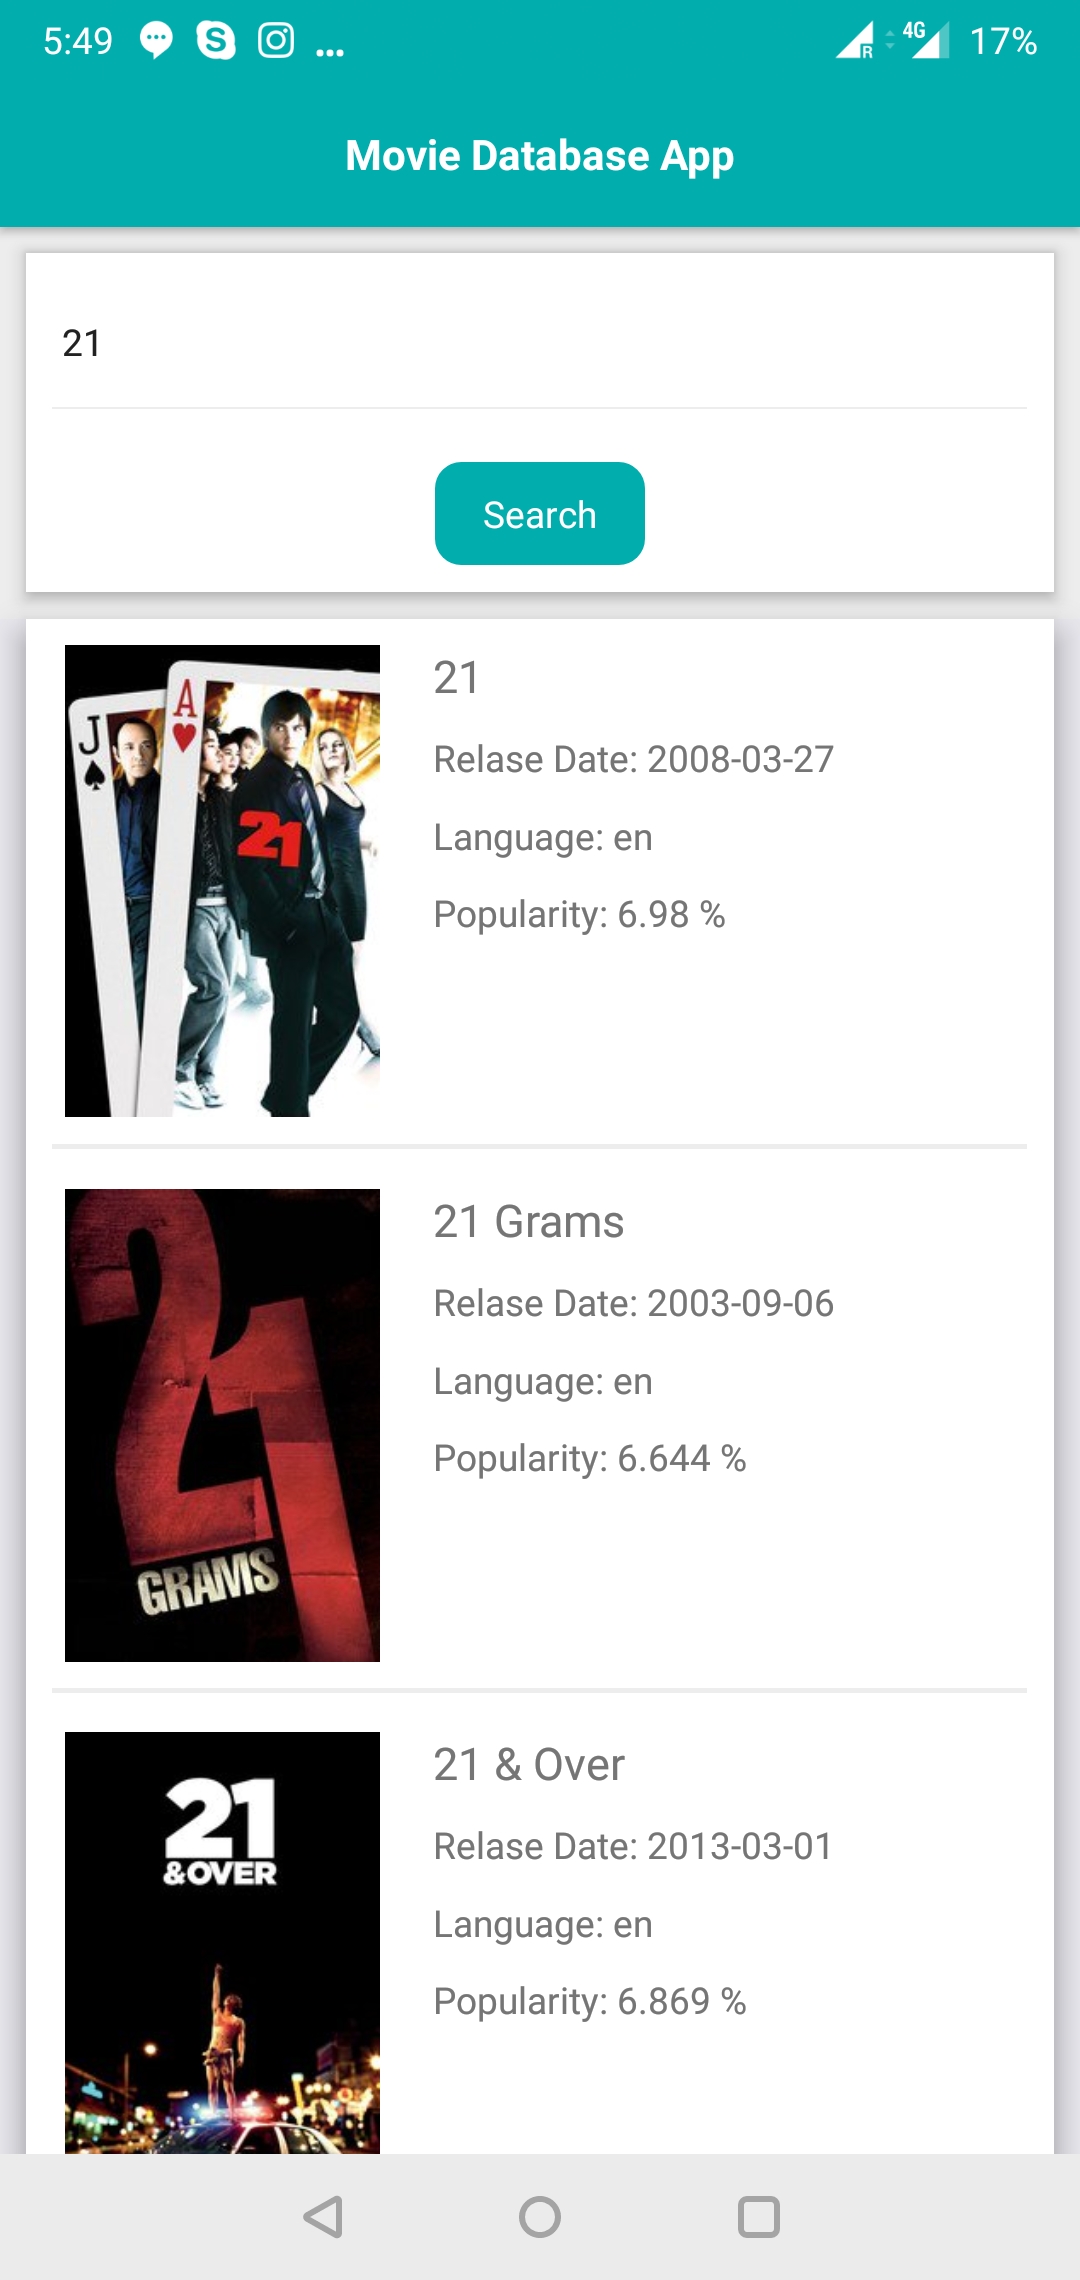 5:49 S ... R 4G 17%
Movie Database App
21
Search
J A
21
21
Relase Date: 2008-03-27
Language: en
Popularity: 6.98 %
21
GRAMS
21 Grams
Relase Date: 2003-09-06
Language: en
Popularity: 6.644 %
21
&OVER
21 & Over
Relase Date: 2013-03-01
Language: en
Popularity: 6.869 %